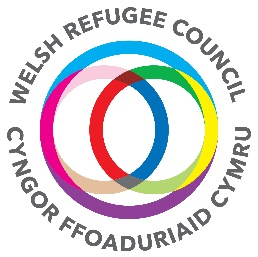 WELSH REFUGEE COUNCIL
CYNGOR FFOADURIAID CYMRU